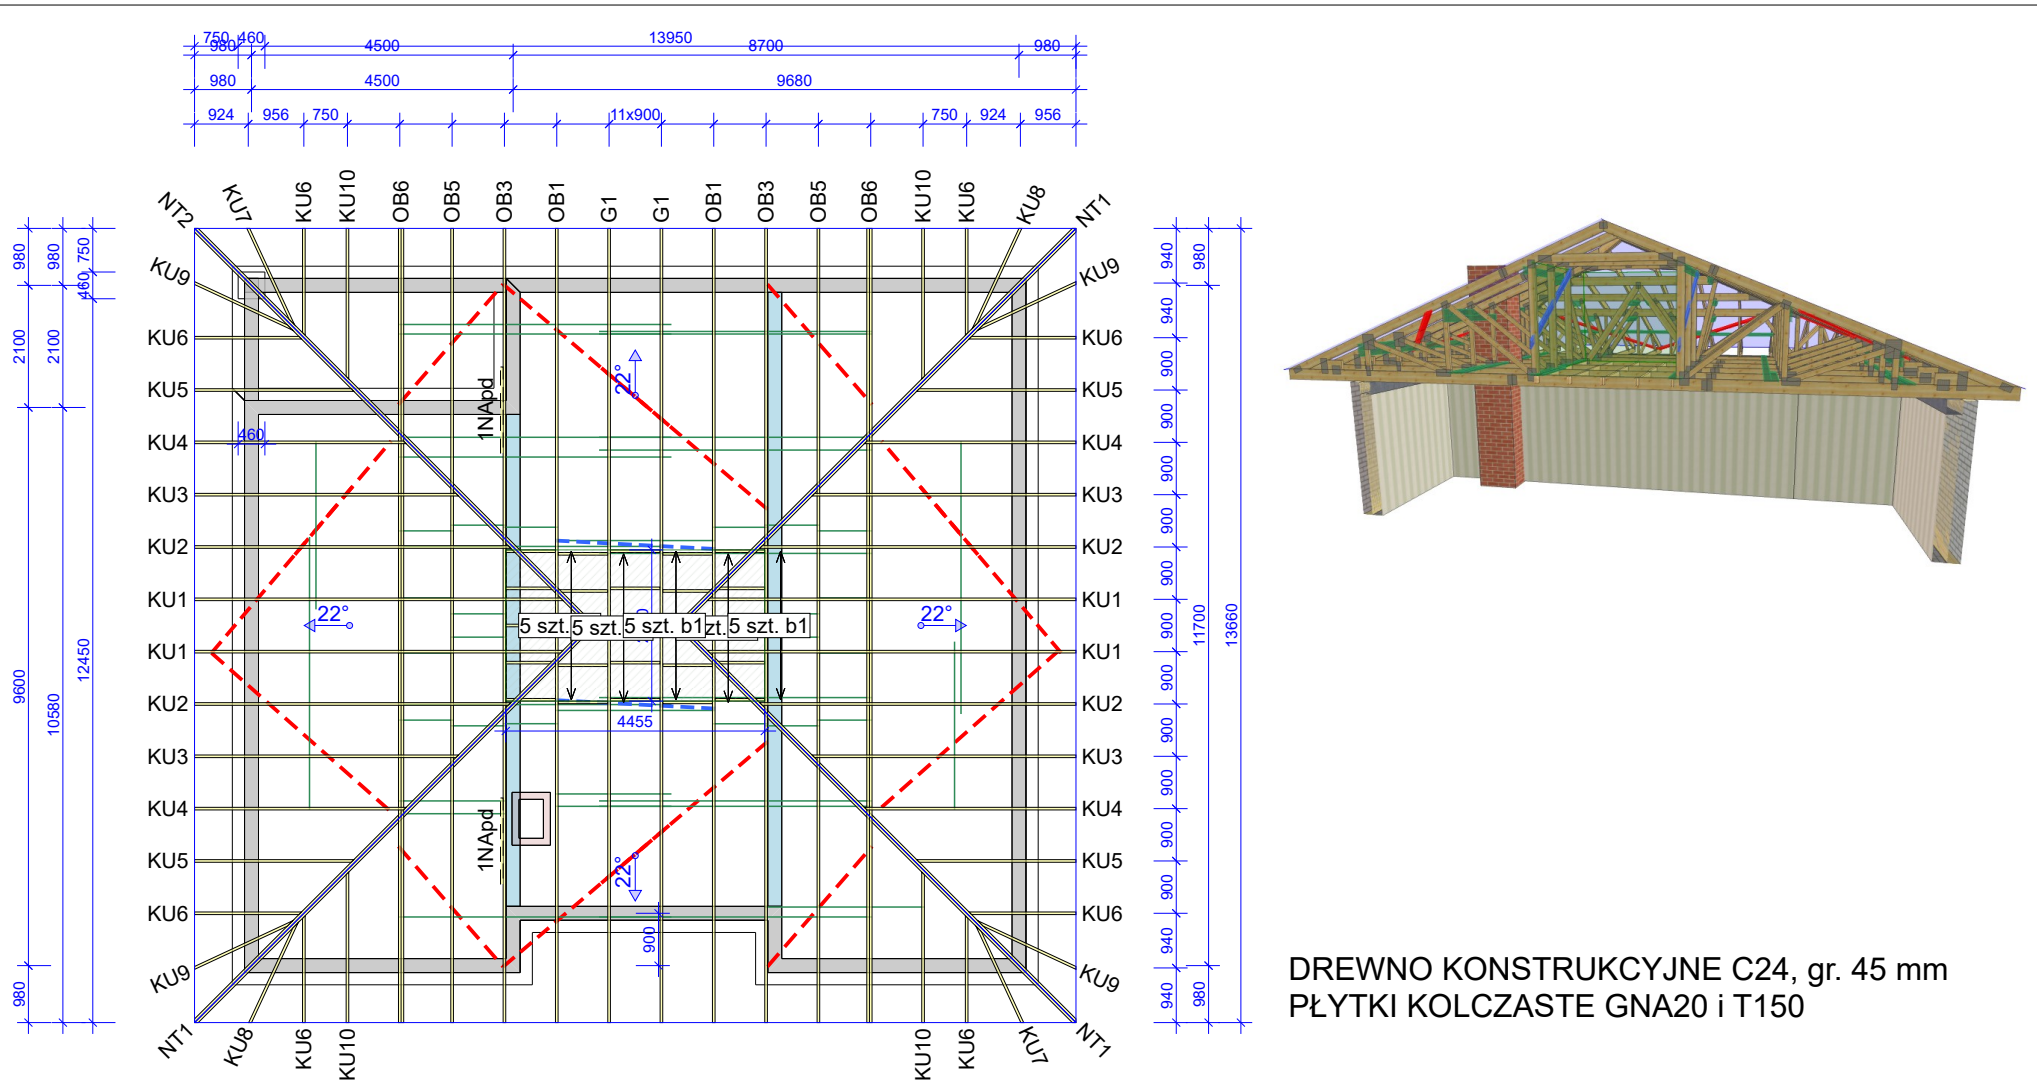 750 460 13950
980 4500 8700 980
980 4500 9680
924 956 750 11x900 750 924 956
NT2 KU7 KU6 KU10 OB6 OB5 OB3 OB1 G1 G1 OB1 OB3 OB5 OB6 KU10 KU6 KU8 NT1
980 980 750
460
2100 2100
9600 10580 12450
980
KU9
KU6
KU5
KU4
KU3
KU2
KU1
KU1
KU2
KU3
KU4
KU5
KU6
KU9
460
1NApd
22°
22°
22°
22°
5 szt. 5 szt. 5 szt. b1 zt. 5 szt. b1
4455
1NApd
900
KU9
KU6
KU5
KU4
KU3
KU2
KU1
KU1
KU2
KU3
KU4
KU5
KU6
KU9
940 980
940
900
900
900
900
900
900
900
900
900
900
900
940
940 980
11700 13660
NT1 KU8 KU6 KU10 KU10 KU6 KU7 NT1
DREWNO KONSTRUKCYJNE C24, gr. 45 mm
PŁYTKI KOLCZASTE GNA20 i T150